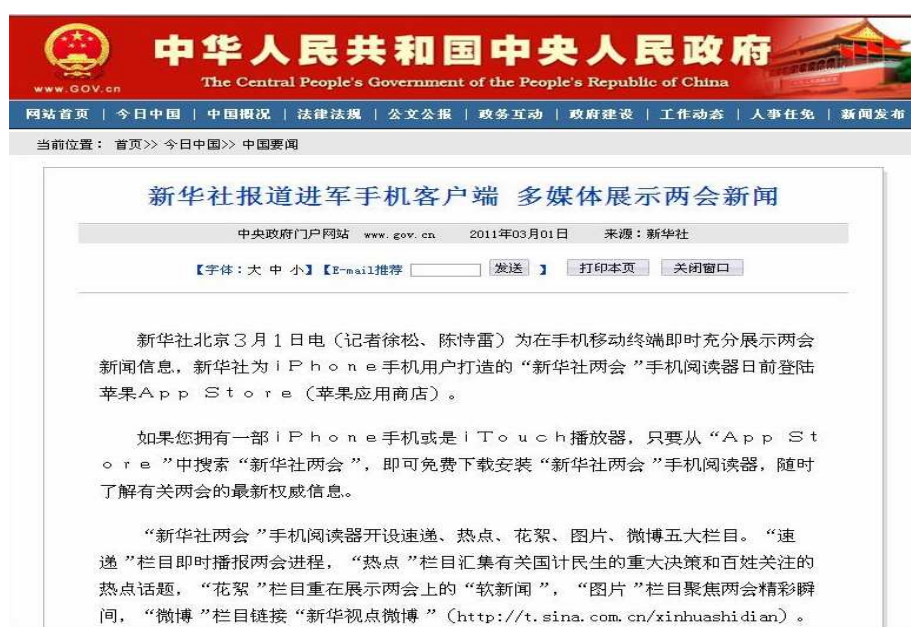 中华人民共和国中央人民政府
www.GOV.cn
The Central People's Government of the People's Republic of China
网站首页 | 今日中国 | 中国概况 | 法律法规 | 公文公报 | 政务互动 | 政府建设 | 工作动态 | 人事任免 | 新闻发布
当前位置： 首页>> 今日中国>> 中国要闻
新华社报道进军手机客户端 多媒体展示两会新闻
中央政府门户网站 www.gov.cn 2011年03月01日 来源：新华社
【字体：大 中 小】【E-mail推荐 发送 】 打印本页 关闭窗口
新华社北京３月１日电（记者徐松、陈恃雷）为在手机移动终端即时充分展示两会
新闻信息，新华社为ｉＰｈｏｎｅ手机用户打造的“新华社两会”手机阅读器日前登陆
苹果Ａｐｐ Ｓｔｏｒｅ（苹果应用商店）。
如果您拥有一部ｉＰｈｏｎｅ手机或是ｉＴｏｕｃｈ播放器，只要从“Ａｐｐ Ｓｔ
ｏｒｅ”中搜索“新华社两会”，即可免费下载安装“新华社两会”手机阅读器，随时
了解有关两会的最新权威信息。
“新华社两会”手机阅读器开设速递、热点、花絮、图片、微博五大栏目。“速
递”栏目即时播报两会进程，“热点”栏目汇集有关国计民生的重大决策和百姓关注的
热点话题，“花絮”栏目重在展示两会上的“软新闻”，“图片”栏目聚焦两会精彩瞬
间，“微博”栏目链接“新华视点微博”（http://t.sina.com.cn/xinhuashidian）。